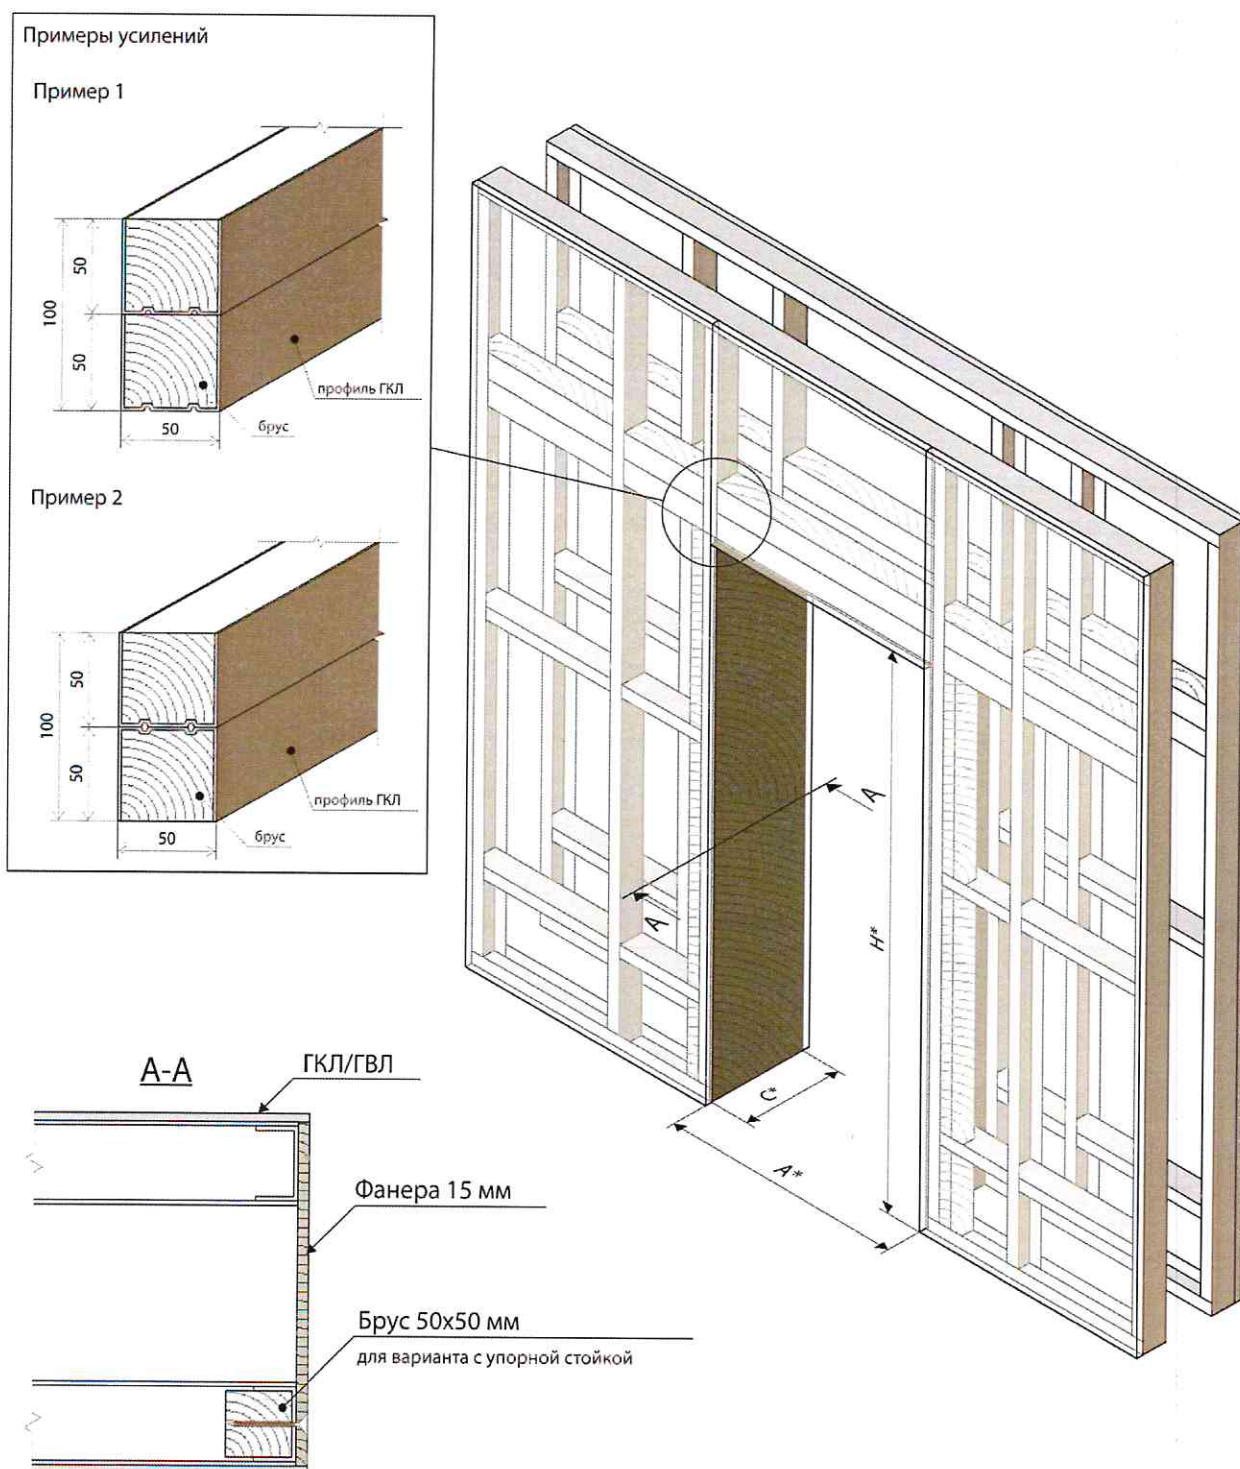 Примеры усилений
Пример 1
50
100
50
профиль ГКЛ
50
брус
Пример 2
50
100
50
профиль ГКЛ
50
брус
А
А
Н*
С*
А*
А-А
ГКЛ/ГВЛ
Фанера 15 мм
Брус 50х50 мм
для варианта с упорной стойкой